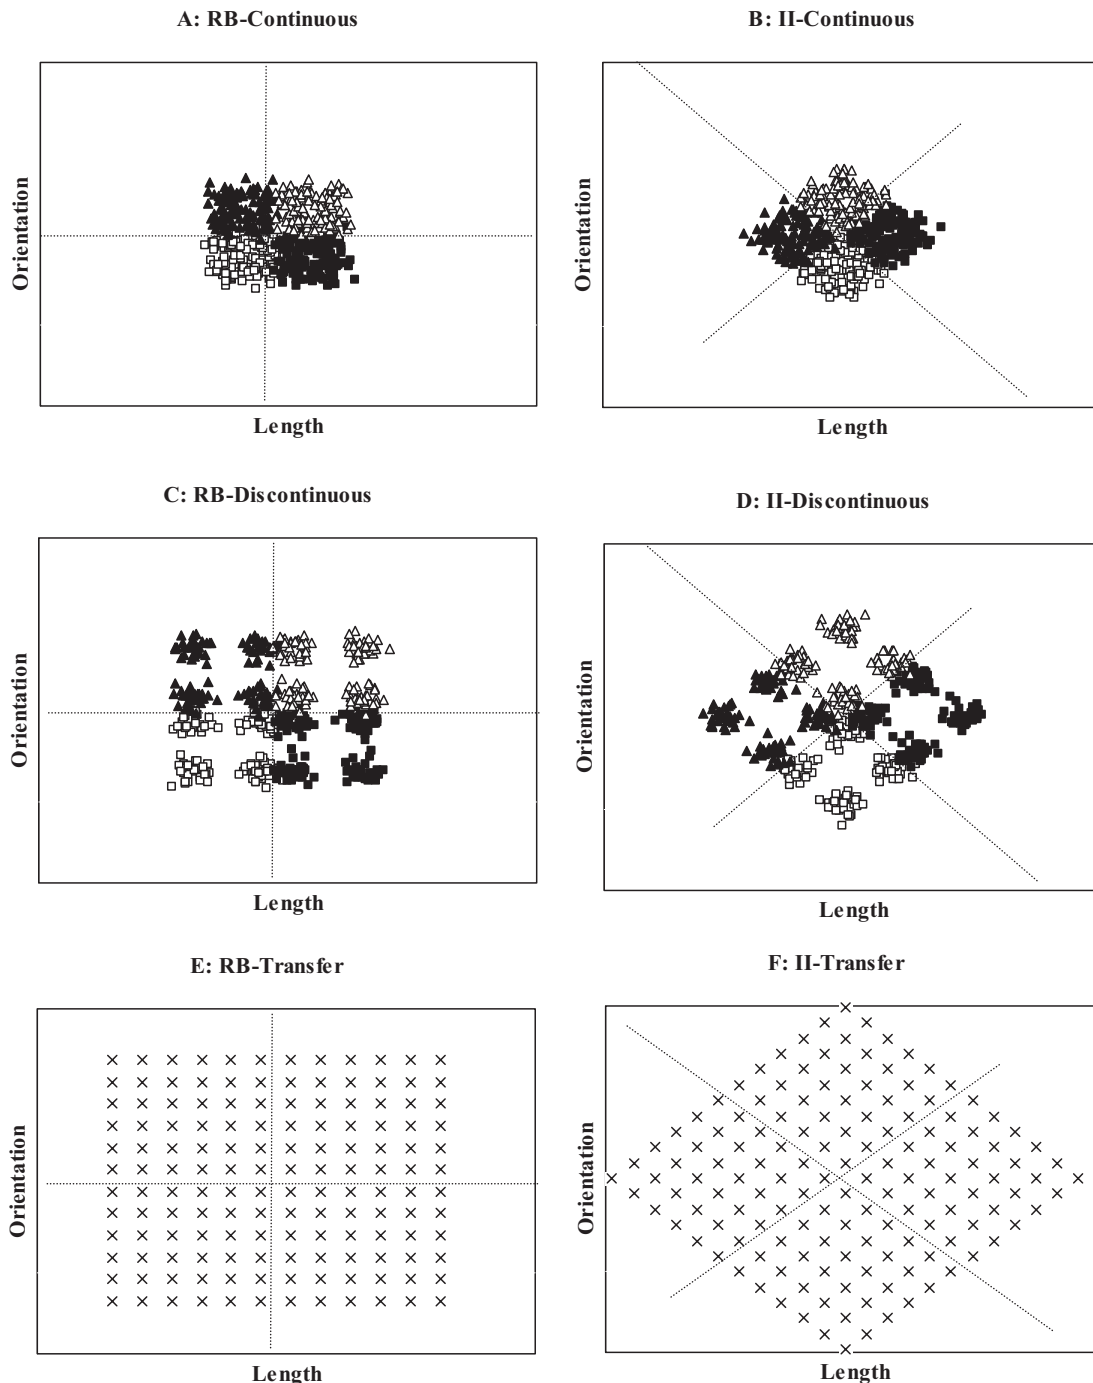 A: RB-Continuous
B: II-Continuous
Orientation
Orientation
Length
Length
C: RB-Discontinuous
D: II-Discontinuous
Orientation
Orientation
Length
Length
E: RB-Transfer
F: II-Transfer
Orientation
Orientation
Length
Length